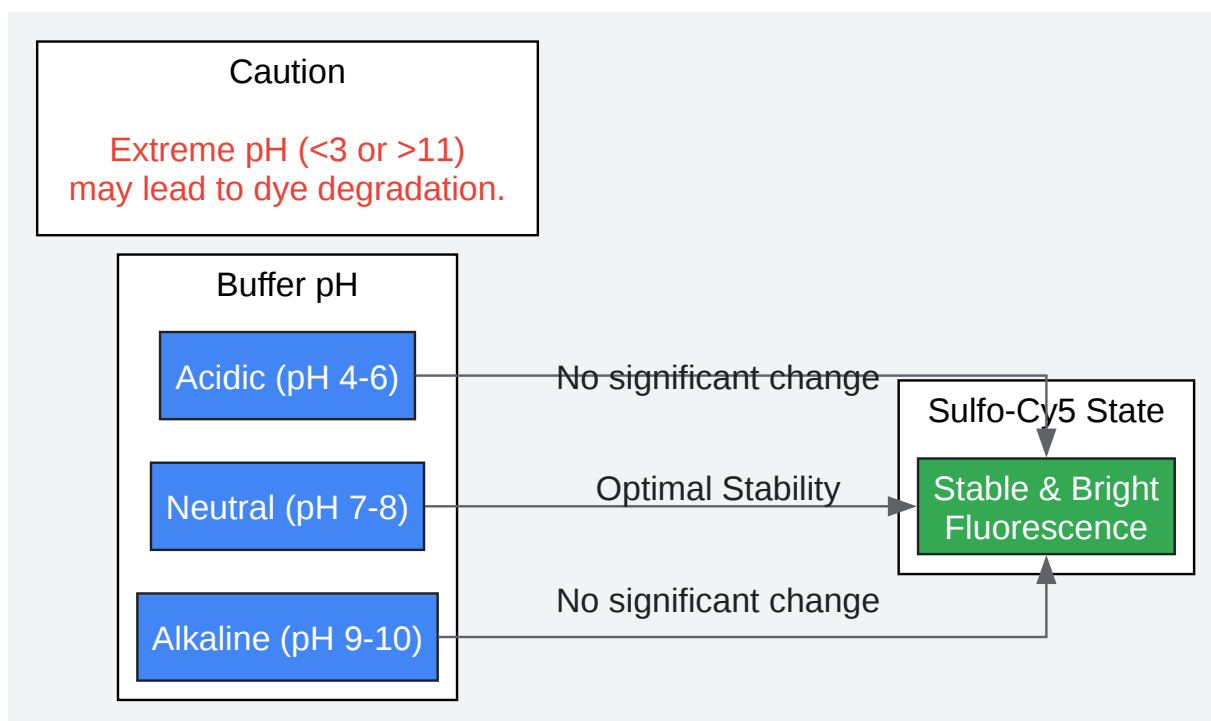 Caution
Extreme pH (<3 or >11)
may lead to dye degradation.
Buffer pH
Acidic (pH 4-6)
No significant change
Sulfo-Cy5 State
Neutral (pH 7-8)
Optimal Stability
Stable & Bright
Fluorescence
Alkaline (pH 9-10)
No significant change